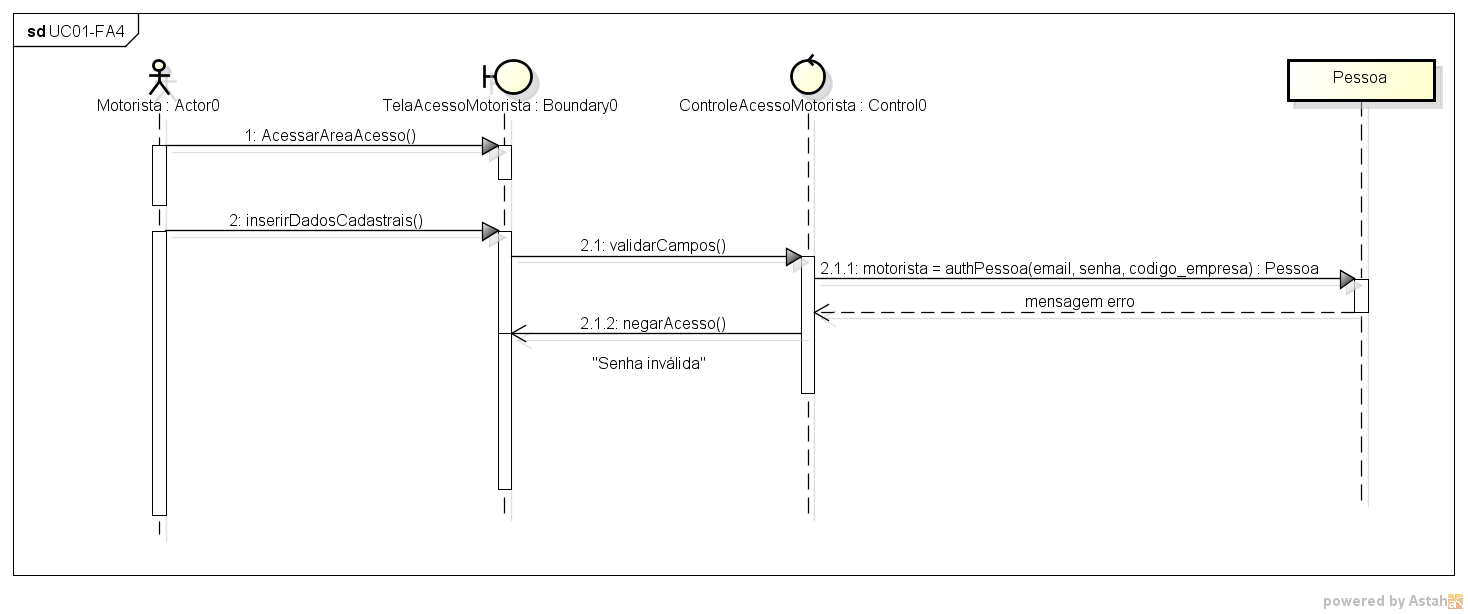 sd UC01-FA4
Motorista : Actor0
TelaAcessoMotorista : Boundary0
ControleAcessoMotorista : Control0
Pessoa
1: AcessarAreaAcesso()
2: inserirDadosCadastrais()
2.1: validarCampos()
2.1.1: motorista = authPessoa(email, senha, codigo_empresa) : Pessoa
mensagem erro
2.1.2: negarAcesso()
"Senha inválida"
powered by Astah